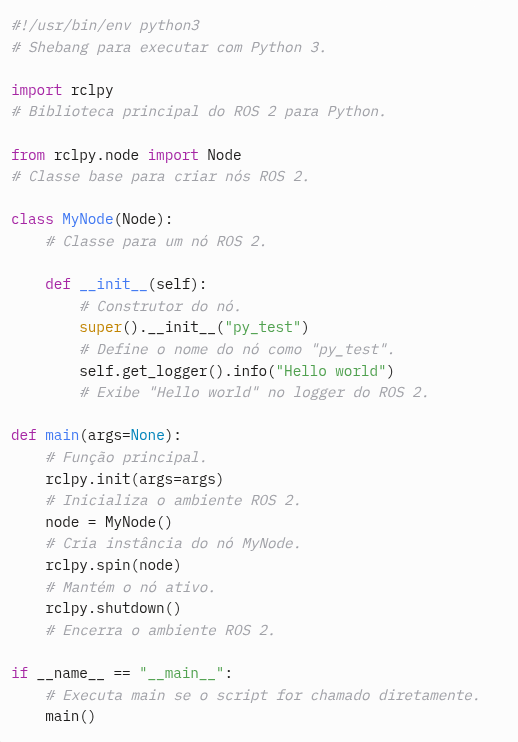 #!/usr/bin/env python3
# Shebang para executar com Python 3.

import rclpy
# Biblioteca principal do ROS 2 para Python.

from rclpy.node import Node
# Classe base para criar nós ROS 2.

class MyNode(Node):
    # Classe para um nó ROS 2.

    def __init__(self):
        # Construtor do nó.
        super().__init__("py_test")
        # Define o nome do nó como "py_test".
        self.get_logger().info("Hello world")
        # Exibe "Hello world" no logger do ROS 2.

def main(args=None):
    # Função principal.
    rclpy.init(args=args)
    # Inicializa o ambiente ROS 2.
    node = MyNode()
    # Cria instância do nó MyNode.
    rclpy.spin(node)
    # Mantém o nó ativo.
    rclpy.shutdown()
    # Encerra o ambiente ROS 2.

if __name__ == "__main__":
    # Executa main se o script for chamado diretamente.
    main()